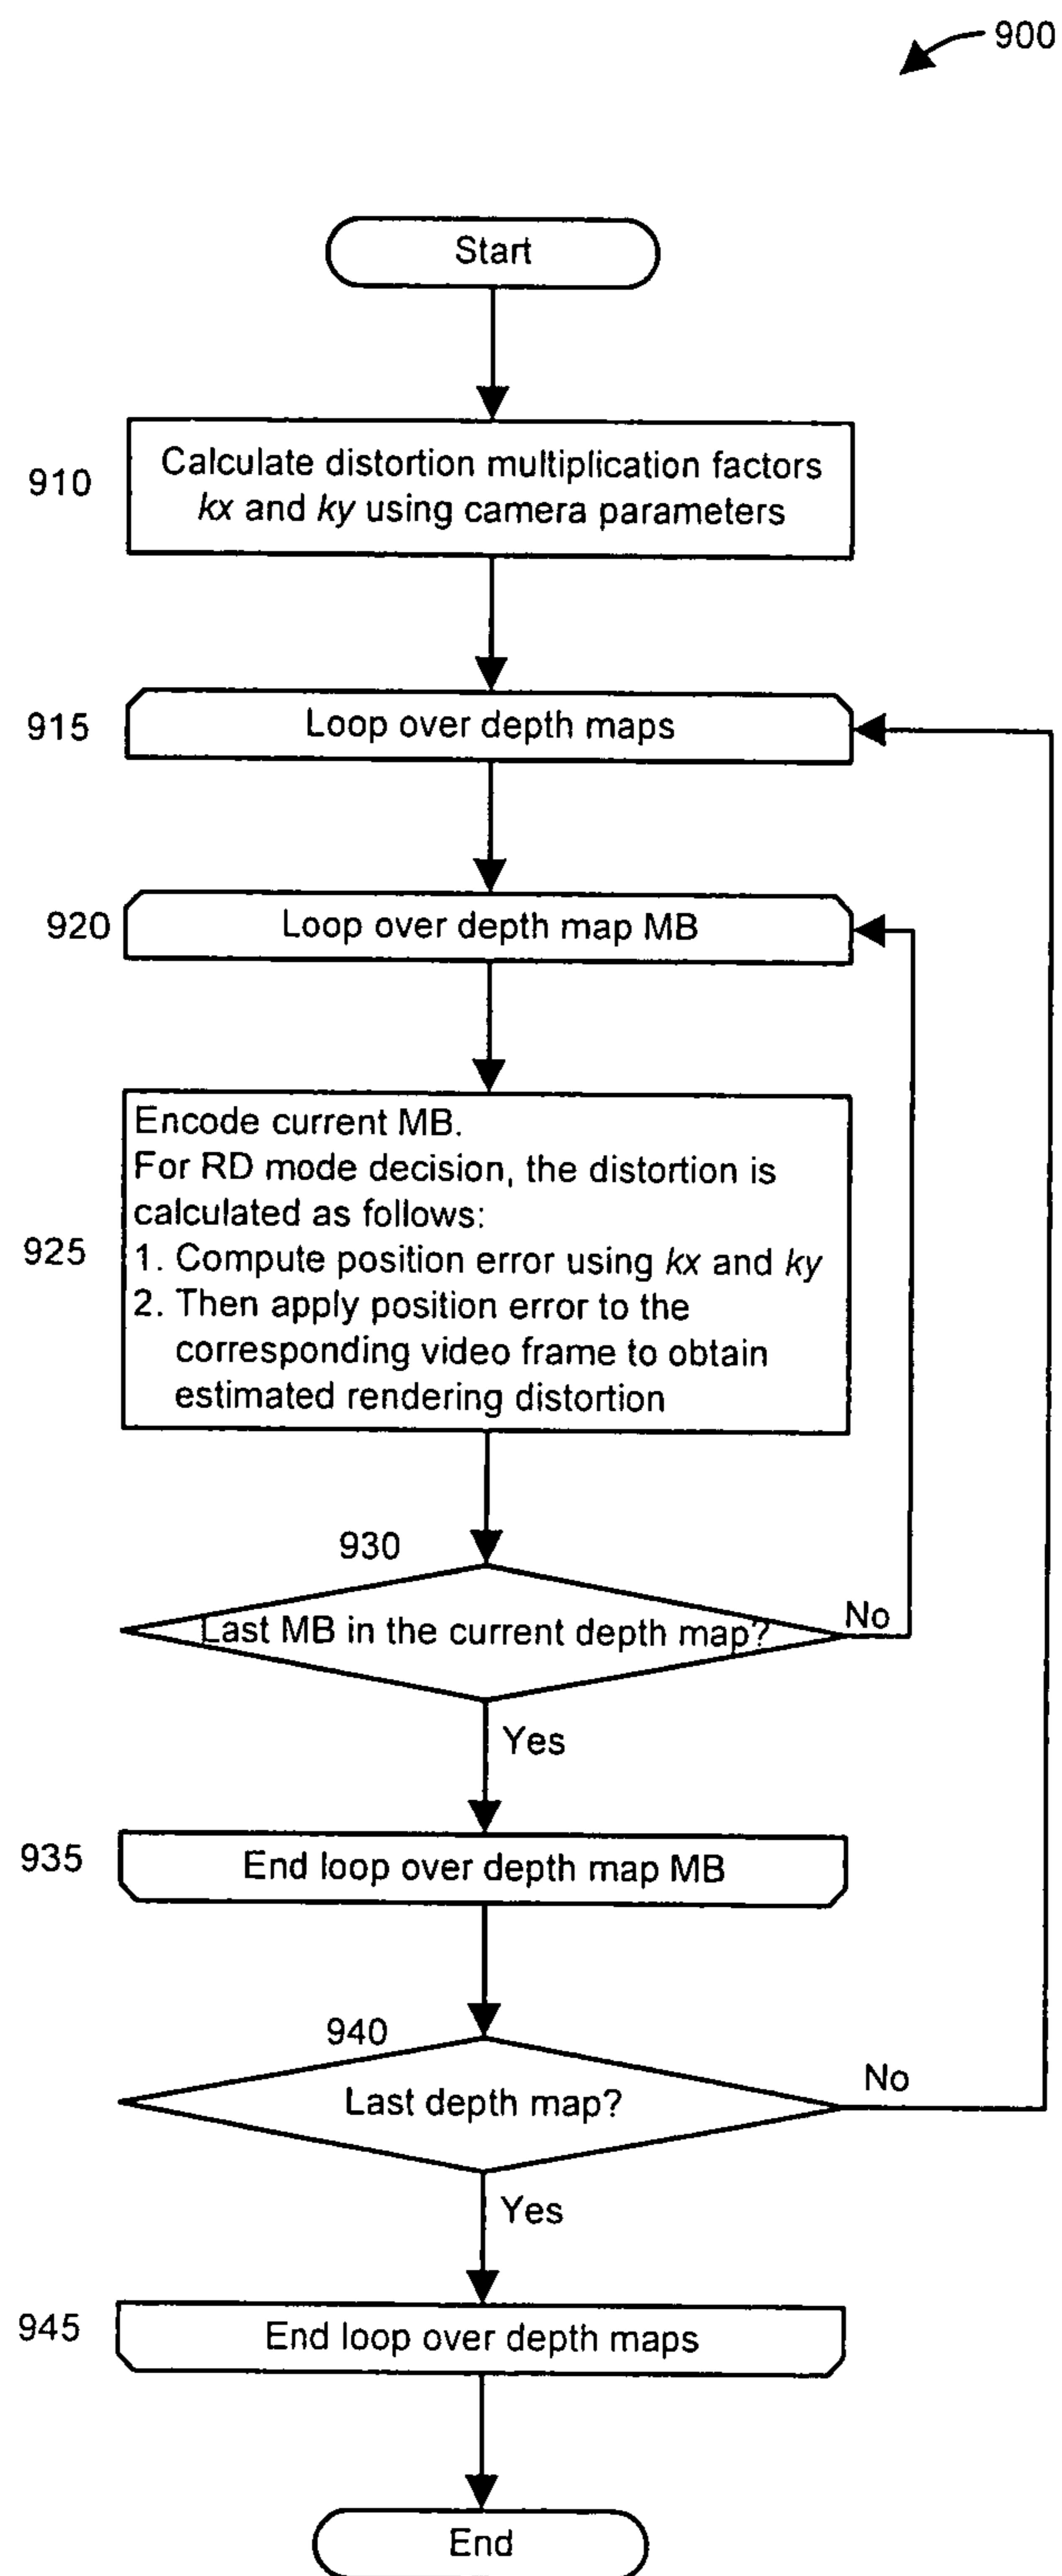 900
Start
910
Calculate distortion multiplication factors
kx and ky using camera parameters
915
Loop over depth maps
920
Loop over depth map MB
925
Encode current MB.
For RD mode decision, the distortion is
calculated as follows:
1. Compute position error using kx and ky
2. Then apply position error to the
corresponding video frame to obtain
estimated rendering distortion
930
Last MB in the current depth map?
No
Yes
935
End loop over depth map MB
940
Last depth map?
No
Yes
945
End loop over depth maps
End